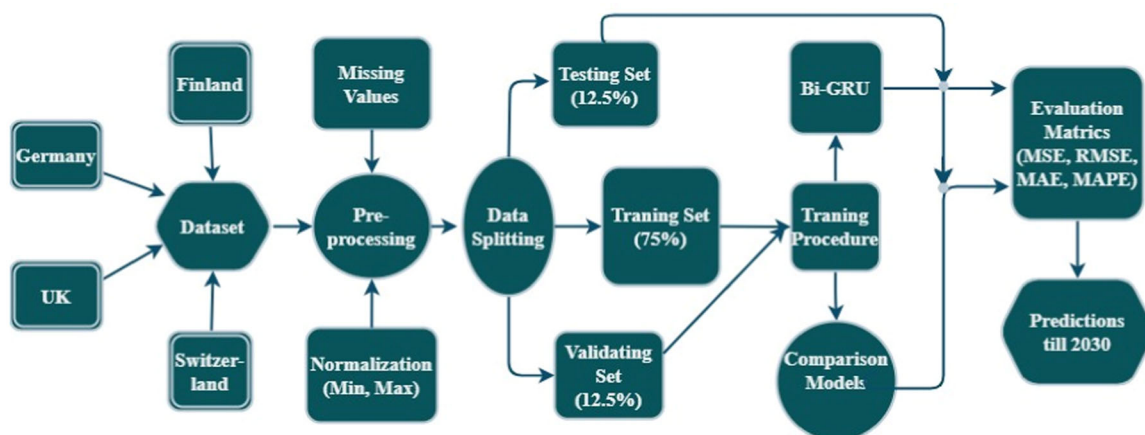 Finland
Germany
UK
Switzer-
land
Dataset
Missing
Values
Pre-
processing
Normalization
(Min, Max)
Data
Splitting
Testing Set
(12.5%)
Traning Set
(75%)
Validating
Set
(12.5%)
Bi-GRU
Traning
Procedure
Comparison
Models
Evaluation
Matrics
(MSE, RMSE,
MAE, MAPE)
Predictions
till 2030